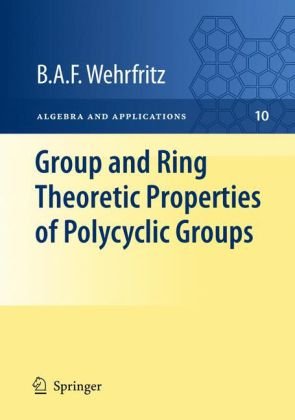 B.A.F. Wehrfritz
ALGEBRA AND APPLICATIONS 10
Group and Ring
Theoretic Properties
of Polycyclic Groups
Springer